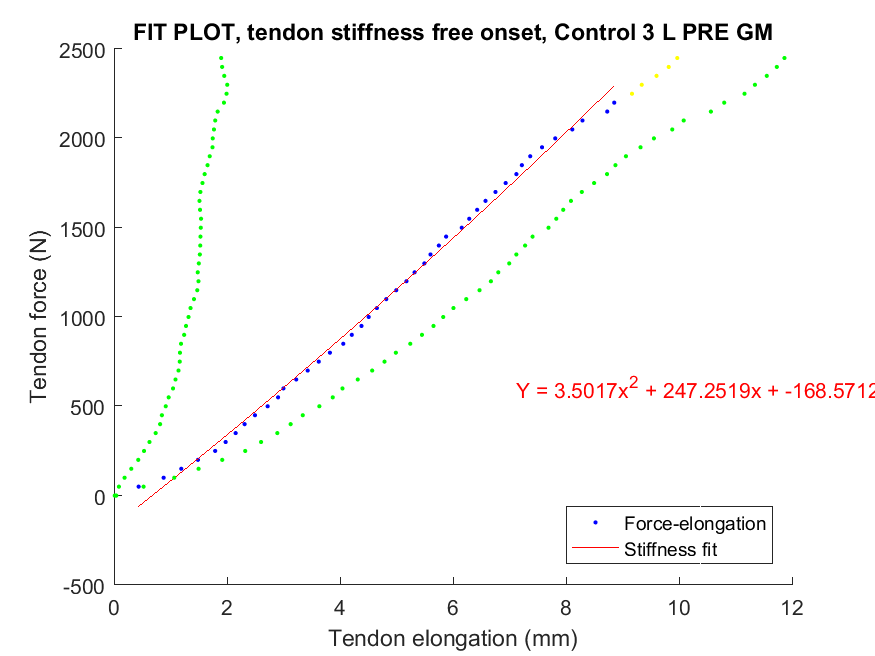 FIT PLOT, tendon stiffness free onset, Control 3 L PRE GM
2500
2000
1500
1000
500
0
-500
Tendon force (N)
Y = 3.5017x² + 247.2519x + -168.5712
Force-elongation
Stiffness fit
0 2 4 6 8 10 12
Tendon elongation (mm)